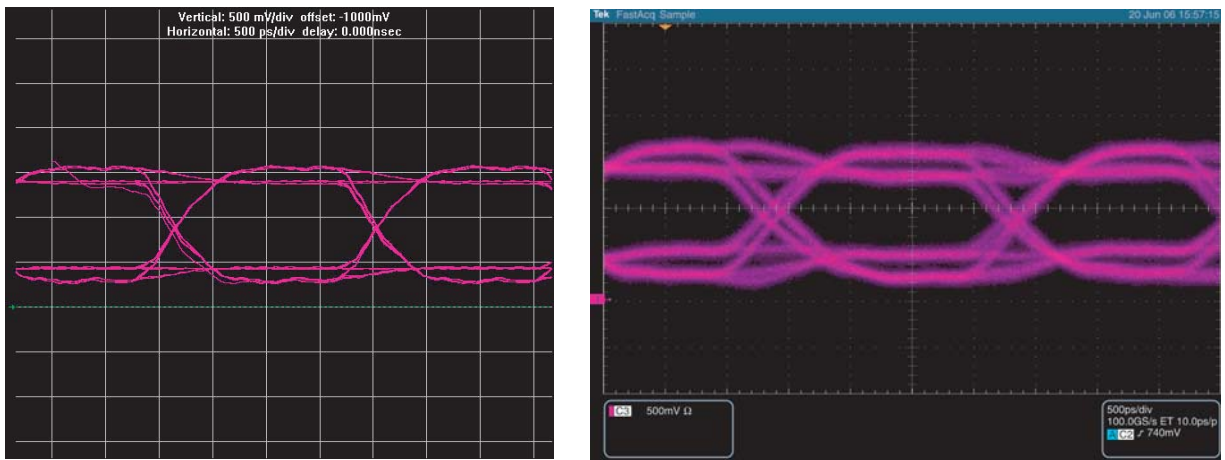 Vertical: 500 mV/div offset: -1000mV
Horizontal: 500 ps/div delay: 0.000nsec
Tek FastAcq Sample 20 Jun 06 15:57:15
C3 500mV Ω
500ps/div
100.0GS/s ET 10.0ps/p
A C2 ʃ 740mV